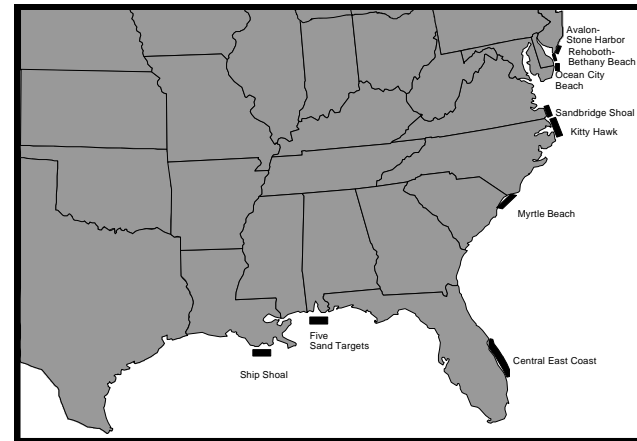 Avalon-
Stone Harbor
Rehoboth-
Bethany Beach
Ocean City
Beach
Sandbridge Shoal
Kitty Hawk
Myrtle Beach
Five
Sand Targets
Central East Coast
Ship Shoal